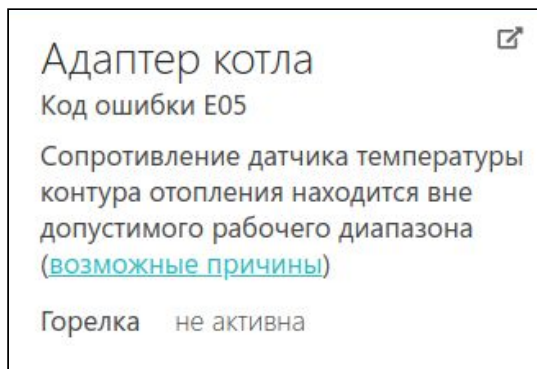 Адаптер котла
Код ошибки E05
Сопротивление датчика температуры
контура отопления находится вне
допустимого рабочего диапазона
(возможные причины)
Горелка не активна